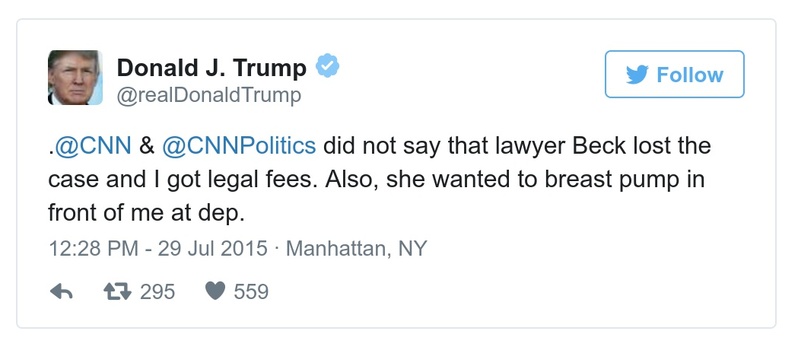 Donald J. Trump
@realDonaldTrump
Follow
.@CNN & @CNNPolitics did not say that lawyer Beck lost the
case and I got legal fees. Also, she wanted to breast pump in
front of me at dep.
12:28 PM - 29 Jul 2015 · Manhattan, NY
295 559